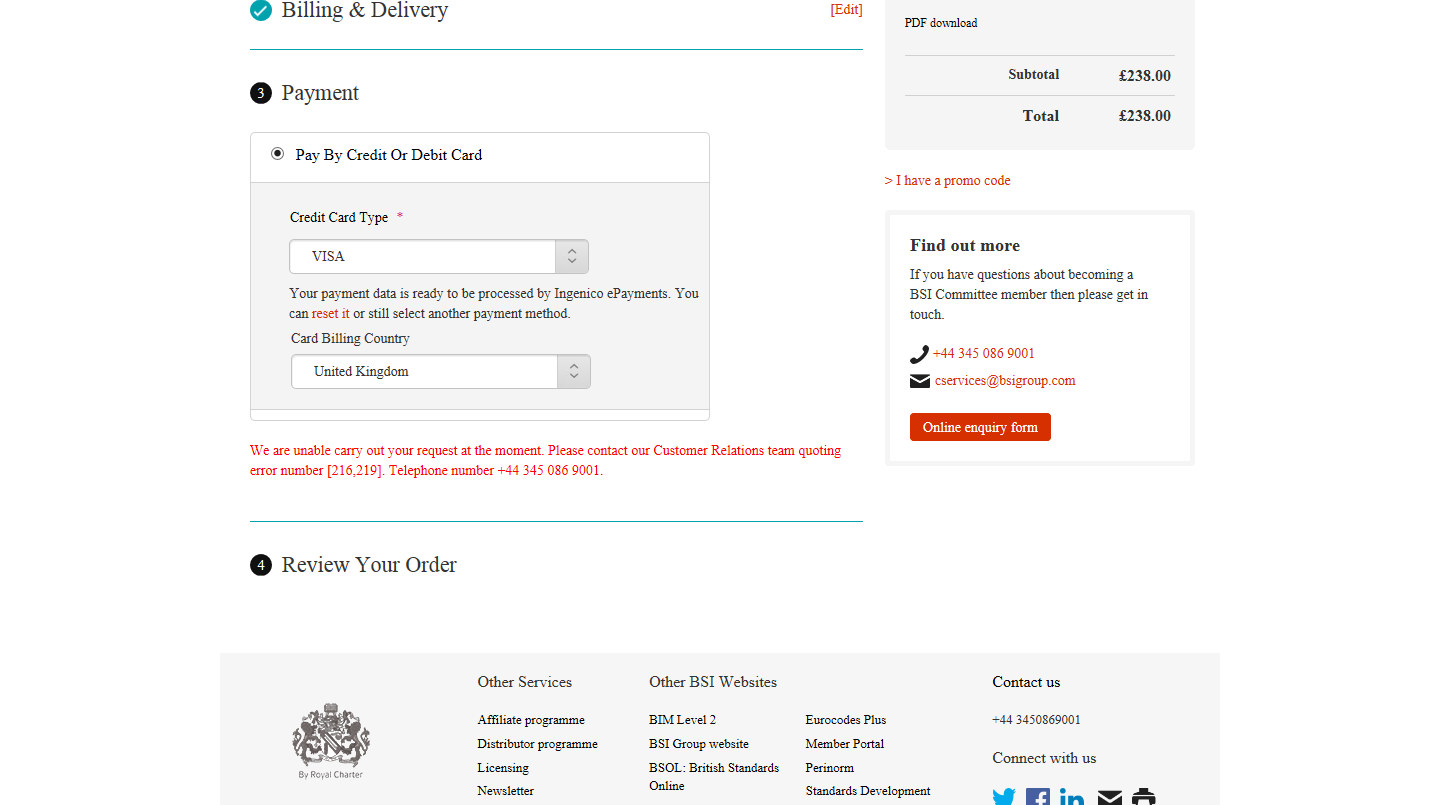 Billing & Delivery
[Edit]
3 Payment
Pay By Credit Or Debit Card
Credit Card Type *
VISA
Your payment data is ready to be processed by Ingenico ePayments. You
can reset it or still select another payment method.
Card Billing Country
United Kingdom
We are unable carry out your request at the moment. Please contact our Customer Relations team quoting
error number [216,219]. Telephone number +44 345 086 9001.
4 Review Your Order
PDF download
Subtotal £238.00
Total £238.00
> I have a promo code
Find out more
If you have questions about becoming a
BSI Committee member then please get in
touch.
+44 345 086 9001
cservices@bsigroup.com
Online enquiry form
By Royal Charter
Other Services
Affiliate programme
Distributor programme
Licensing
Newsletter
Other BSI Websites
BIM Level 2
BSI Group website
BSOL: British Standards
Online
Eurocodes Plus
Member Portal
Perinorm
Standards Development
Contact us
+44 3450869001
Connect with us